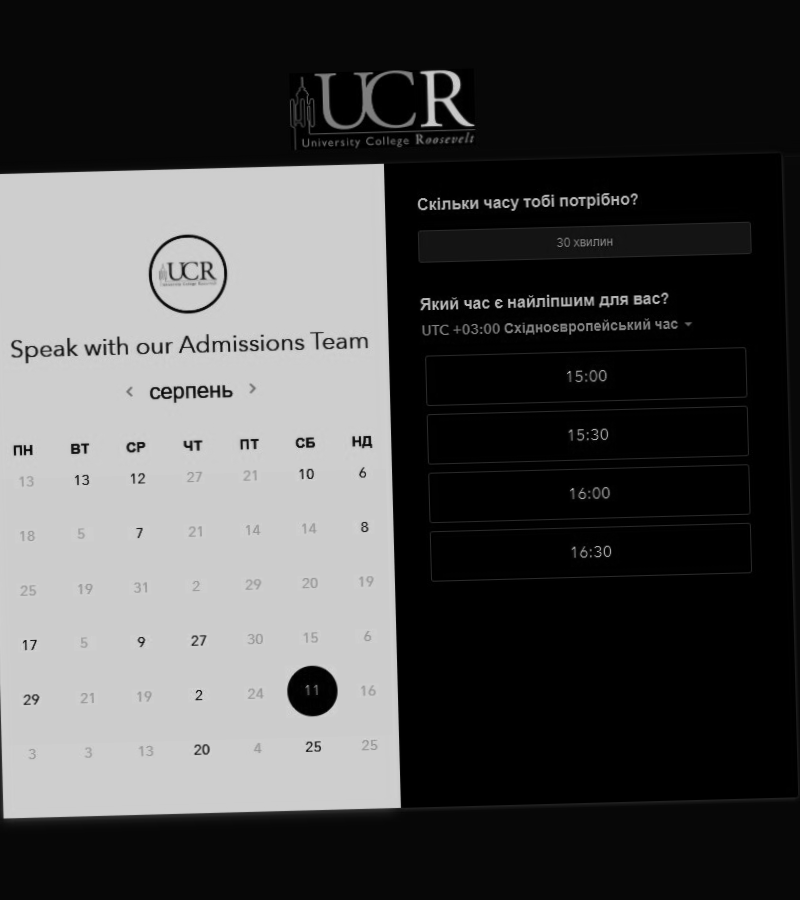 UCR
University College Roosevelt
UCR
University College Roosevelt
Speak with our Admissions Team
серпень
ПН ВТ СР ЧТ ПТ СБ НД
13 13 12 27 21 10 6
18 5 7 21 14 14 8
25 19 31 2 29 20 19
17 5 9 27 30 15 6
29 21 19 2 24 11 16
3 3 13 20 4 25 25
Скільки часу тобі потрібно?
30 хвилин
Який час є найліпшим для вас?
UTC +03:00 Східноєвропейський час
15:00
15:30
16:00
16:30